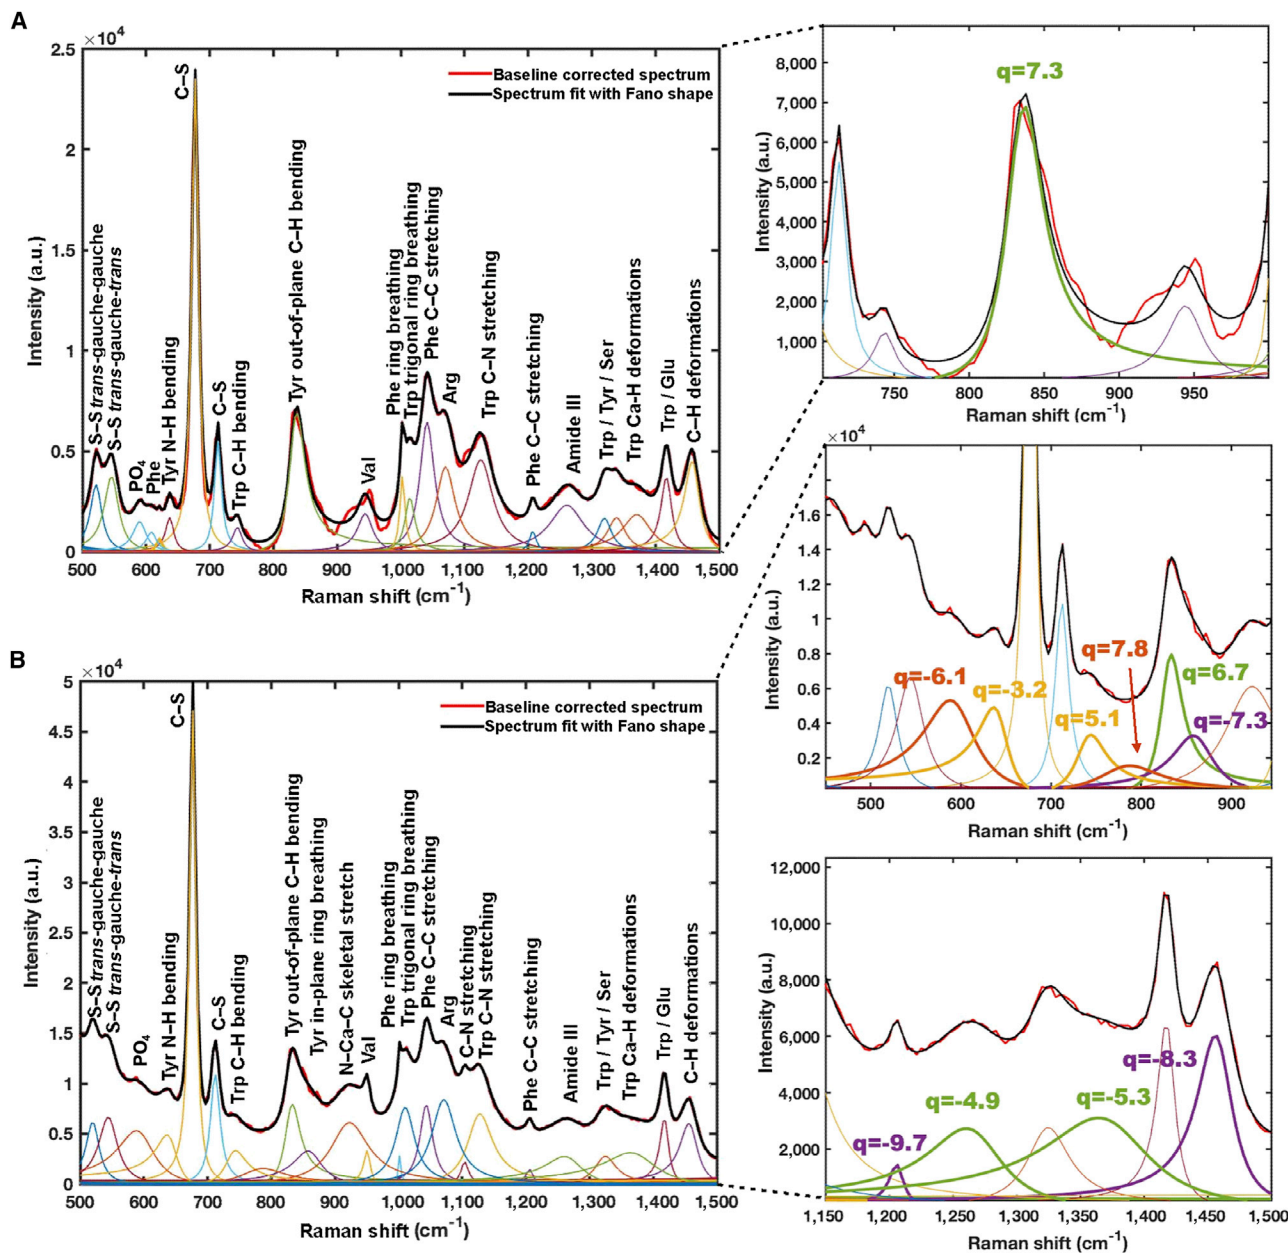 A
×10⁴
2.5
2
1.5
1
0.5
0
Intensity (a.u.)
500 600 700 800 900 1,000 1,100 1,200 1,300 1,400 1,500
Raman shift (cm⁻¹)
Baseline corrected spectrum
Spectrum fit with Fano shape
S–S trans-gauche-gauche
S–S trans-gauche-trans
PO₄
Phe
Tyr N–H bending
C–S
C–S
Trp C–H bending
Tyr out-of-plane C–H bending
Val
Phe ring breathing
Trp trigonal ring breathing
Phe C–C stretching
Arg
Trp C–N stretching
Phe C–C stretching
Amide III
Trp / Tyr / Ser
Trp Ca-H deformations
Trp / Glu
C–H deformations
q=7.3
8,000
7,000
6,000
5,000
4,000
3,000
2,000
1,000
Intensity (a.u.)
750 800 850 900 950
Raman shift (cm⁻¹)
B
×10⁴
5
4.5
4
3.5
3
2.5
2
1.5
1
0.5
0
Intensity (a.u.)
500 600 700 800 900 1,000 1,100 1,200 1,300 1,400 1,500
Raman shift (cm⁻¹)
Baseline corrected spectrum
Spectrum fit with Fano shape
S–S trans-gauche-gauche
S–S trans-gauche-trans
PO₄
Tyr N–H bending
C–S
C–S
Trp C–H bending
Tyr out-of-plane C–H bending
Tyr in-plane ring breathing
N–Ca–C skeletal stretch
Val
Phe ring breathing
Trp trigonal ring breathing
Phe C–C stretching
Arg
C–N stretching
Trp C–N stretching
Phe C–C stretching
Amide III
Trp / Tyr / Ser
Trp Ca–H deformations
Trp / Glu
C–H deformations
×10⁴
1.6
1.4
1.2
1
0.8
0.6
0.4
0.2
Intensity (a.u.)
q=-6.1
q=-3.2
q=7.8
q=5.1
q=6.7
q=-7.3
500 600 700 800 900
Raman shift (cm⁻¹)
12,000
10,000
8,000
6,000
4,000
2,000
Intensity (a.u.)
q=-9.7
q=-4.9
q=-5.3
q=-8.3
1,150 1,200 1,250 1,300 1,350 1,400 1,450 1,500
Raman shift (cm⁻¹)